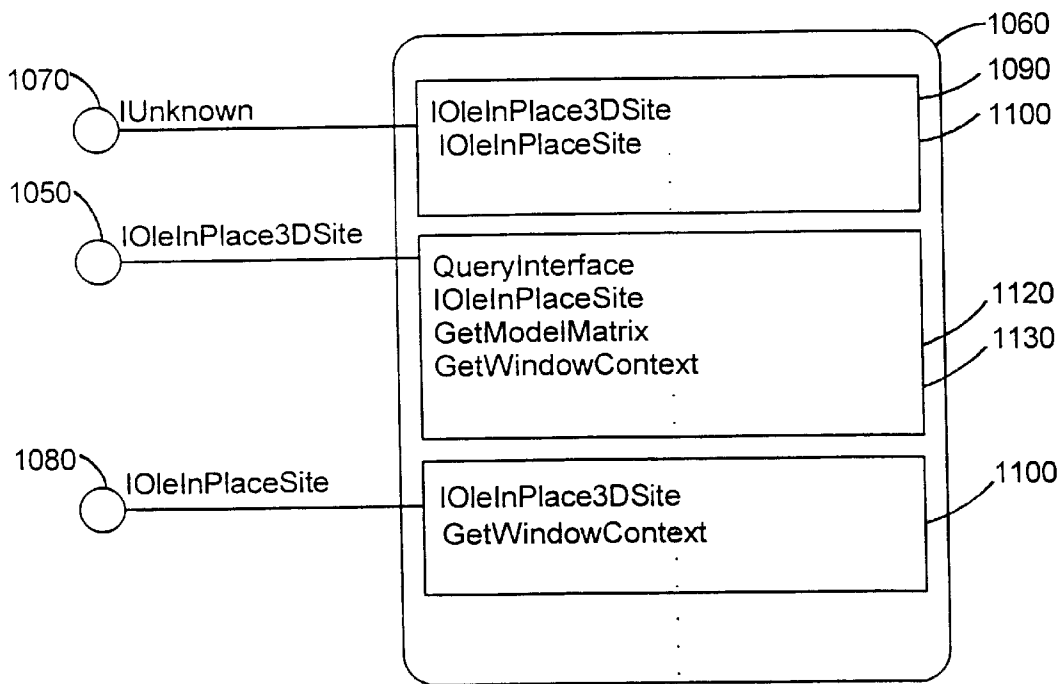 1060
1070
IUnknown
1090
IOleInPlace3DSite
1100
IOleInPlaceSite
1050
IOleInPlace3DSite
QueryInterface
IOleInPlaceSite
GetModelMatrix
GetWindowContext
1120
1130
1080
IOleInPlaceSite
IOleInPlace3DSite
GetWindowContext
1100